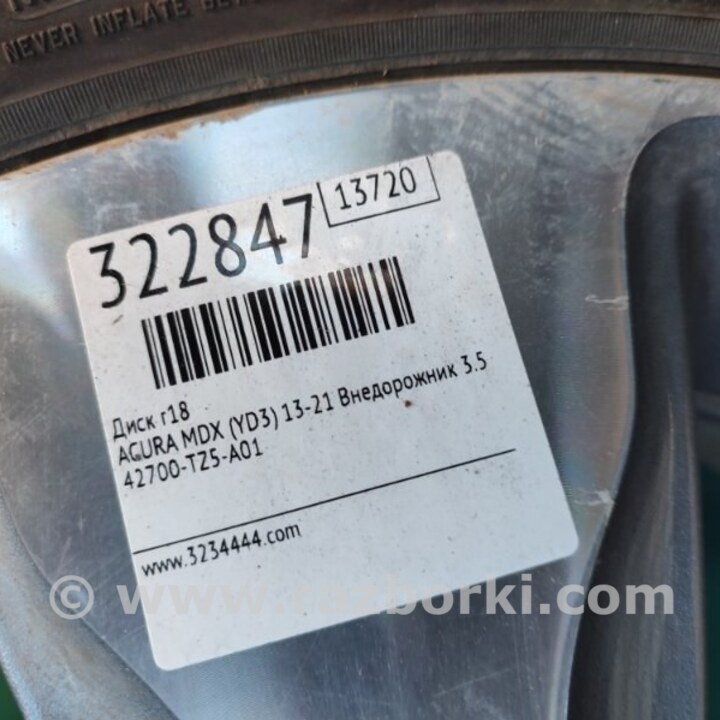 NEVER INFLATE BE
322847
13720
Диск r18
ACURA MDX (YD3) 13-21 Внедорожник 3.5
42700-TZ5-A01
www.3234444.com
© www.razborki.com